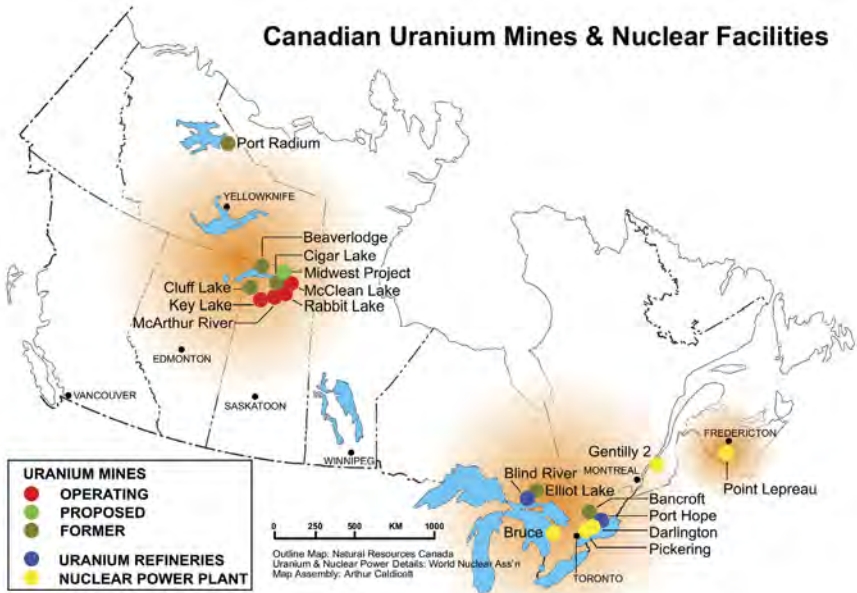 Canadian Uranium Mines & Nuclear Facilities
Port Radium
YELLOWKNIFE
Beaverlodge
Cigar Lake
Midwest Project
McClean Lake
Rabbit Lake
Cluff Lake
Key Lake
McArthur River
EDMONTON
VANCOUVER
SASKATOON
WINNIPEG
FREDERICTON
Point Lepreau
Gentilly 2
MONTREAL
Blind River
Elliot Lake
Bancroft
Port Hope
Darlington
Pickering
Bruce
TORONTO
URANIUM MINES
OPERATING
PROPOSED
FORMER
URANIUM REFINERIES
NUCLEAR POWER PLANT
0 250 500 KM 1000
Outline Map: Natural Resources Canada
Uranium & Nuclear Power Details: World Nuclear Ass'n
Map Assembly: Arthur Caldicott